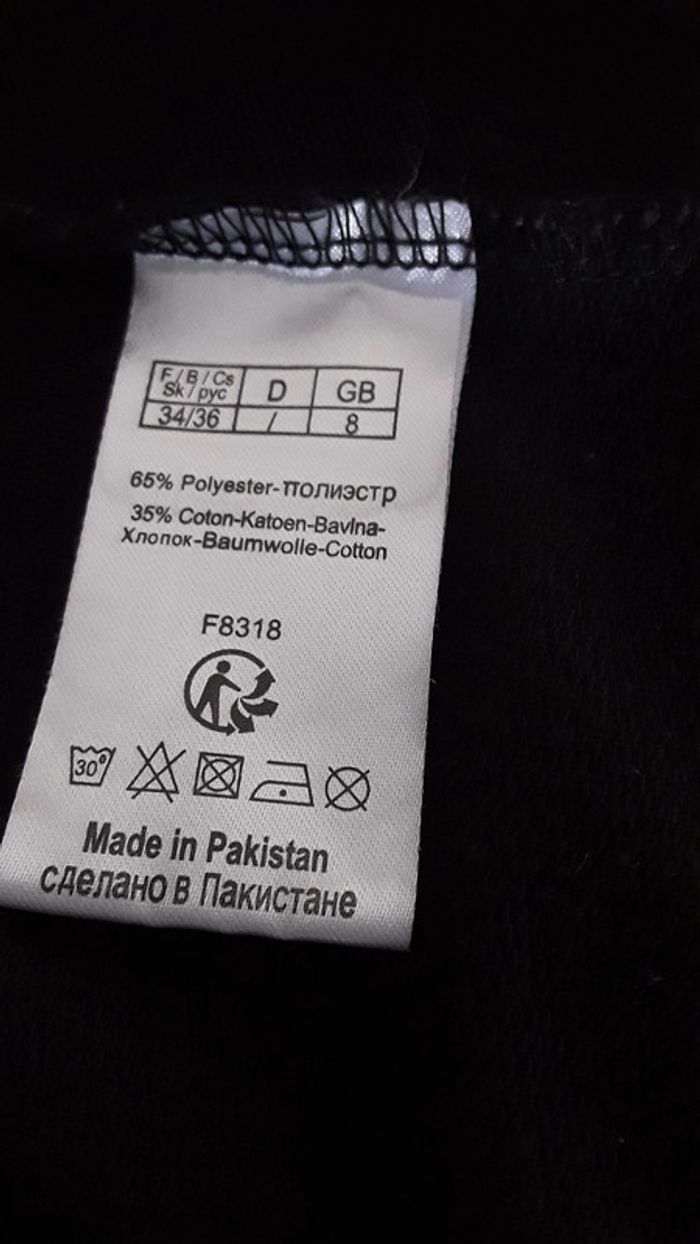 F/B/Cs D GB
Sk/рус
34/36 / 8
65% Polyester-полиэстр
35% Coton-Katoen-Bavlna-
Хлопок-Baumwolle-Cotton
F8318
30°
Made in Pakistan
сделано в Пакистане